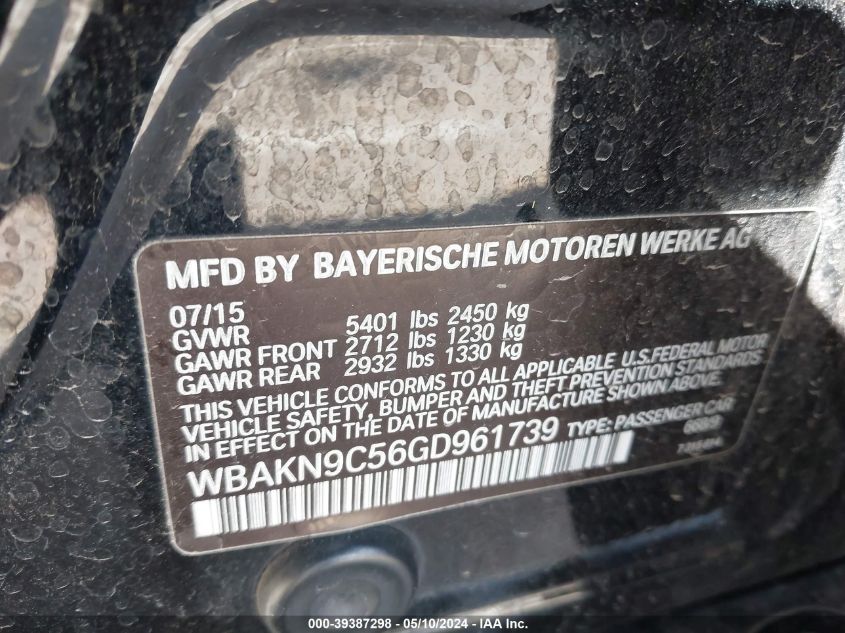 MFD BY BAYERISCHE MOTOREN WERKE AG
07/15
GVWR 5401 lbs 2450 kg
GAWR FRONT 2712 lbs 1230 kg
GAWR REAR 2932 lbs 1330 kg
THIS VEHICLE CONFORMS TO ALL APPLICABLE U.S.FEDERAL MOTOR
VEHICLE SAFETY, BUMPER AND THEFT PREVENTION STANDARDS
IN EFFECT ON THE DATE OF MANUFACTURE SHOWN ABOVE.
WBAKN9C56GD961739 TYPE: PASSENGER CAR
000-39387298 - 05/10/2024 - IAA Inc.